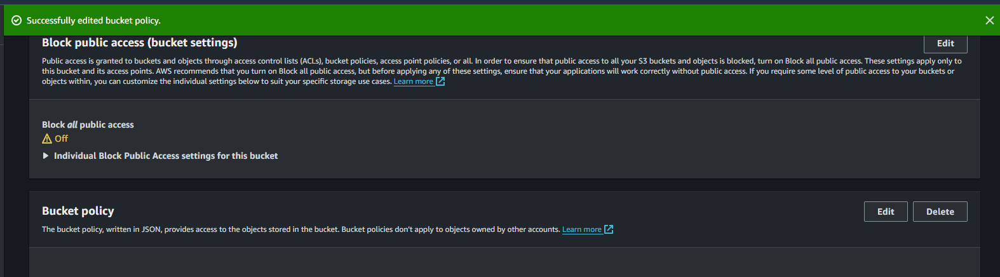 Successfully edited bucket policy.
Block public access (bucket settings)
Edit
Public access is granted to buckets and objects through access control lists (ACLs), bucket policies, access point policies, or all. In order to ensure that public access to all your S3 buckets and objects is blocked, turn on Block all public access. These settings apply only to
this bucket and its access points. AWS recommends that you turn on Block all public access, but before applying any of these settings, ensure that your applications will work correctly without public access. If you require some level of public access to your buckets or
objects within, you can customize the individual settings below to suit your specific storage use cases. Learn more
Block all public access
Off
Individual Block Public Access settings for this bucket
Bucket policy
Edit
Delete
The bucket policy, written in JSON, provides access to the objects stored in the bucket. Bucket policies don't apply to objects owned by other accounts. Learn more